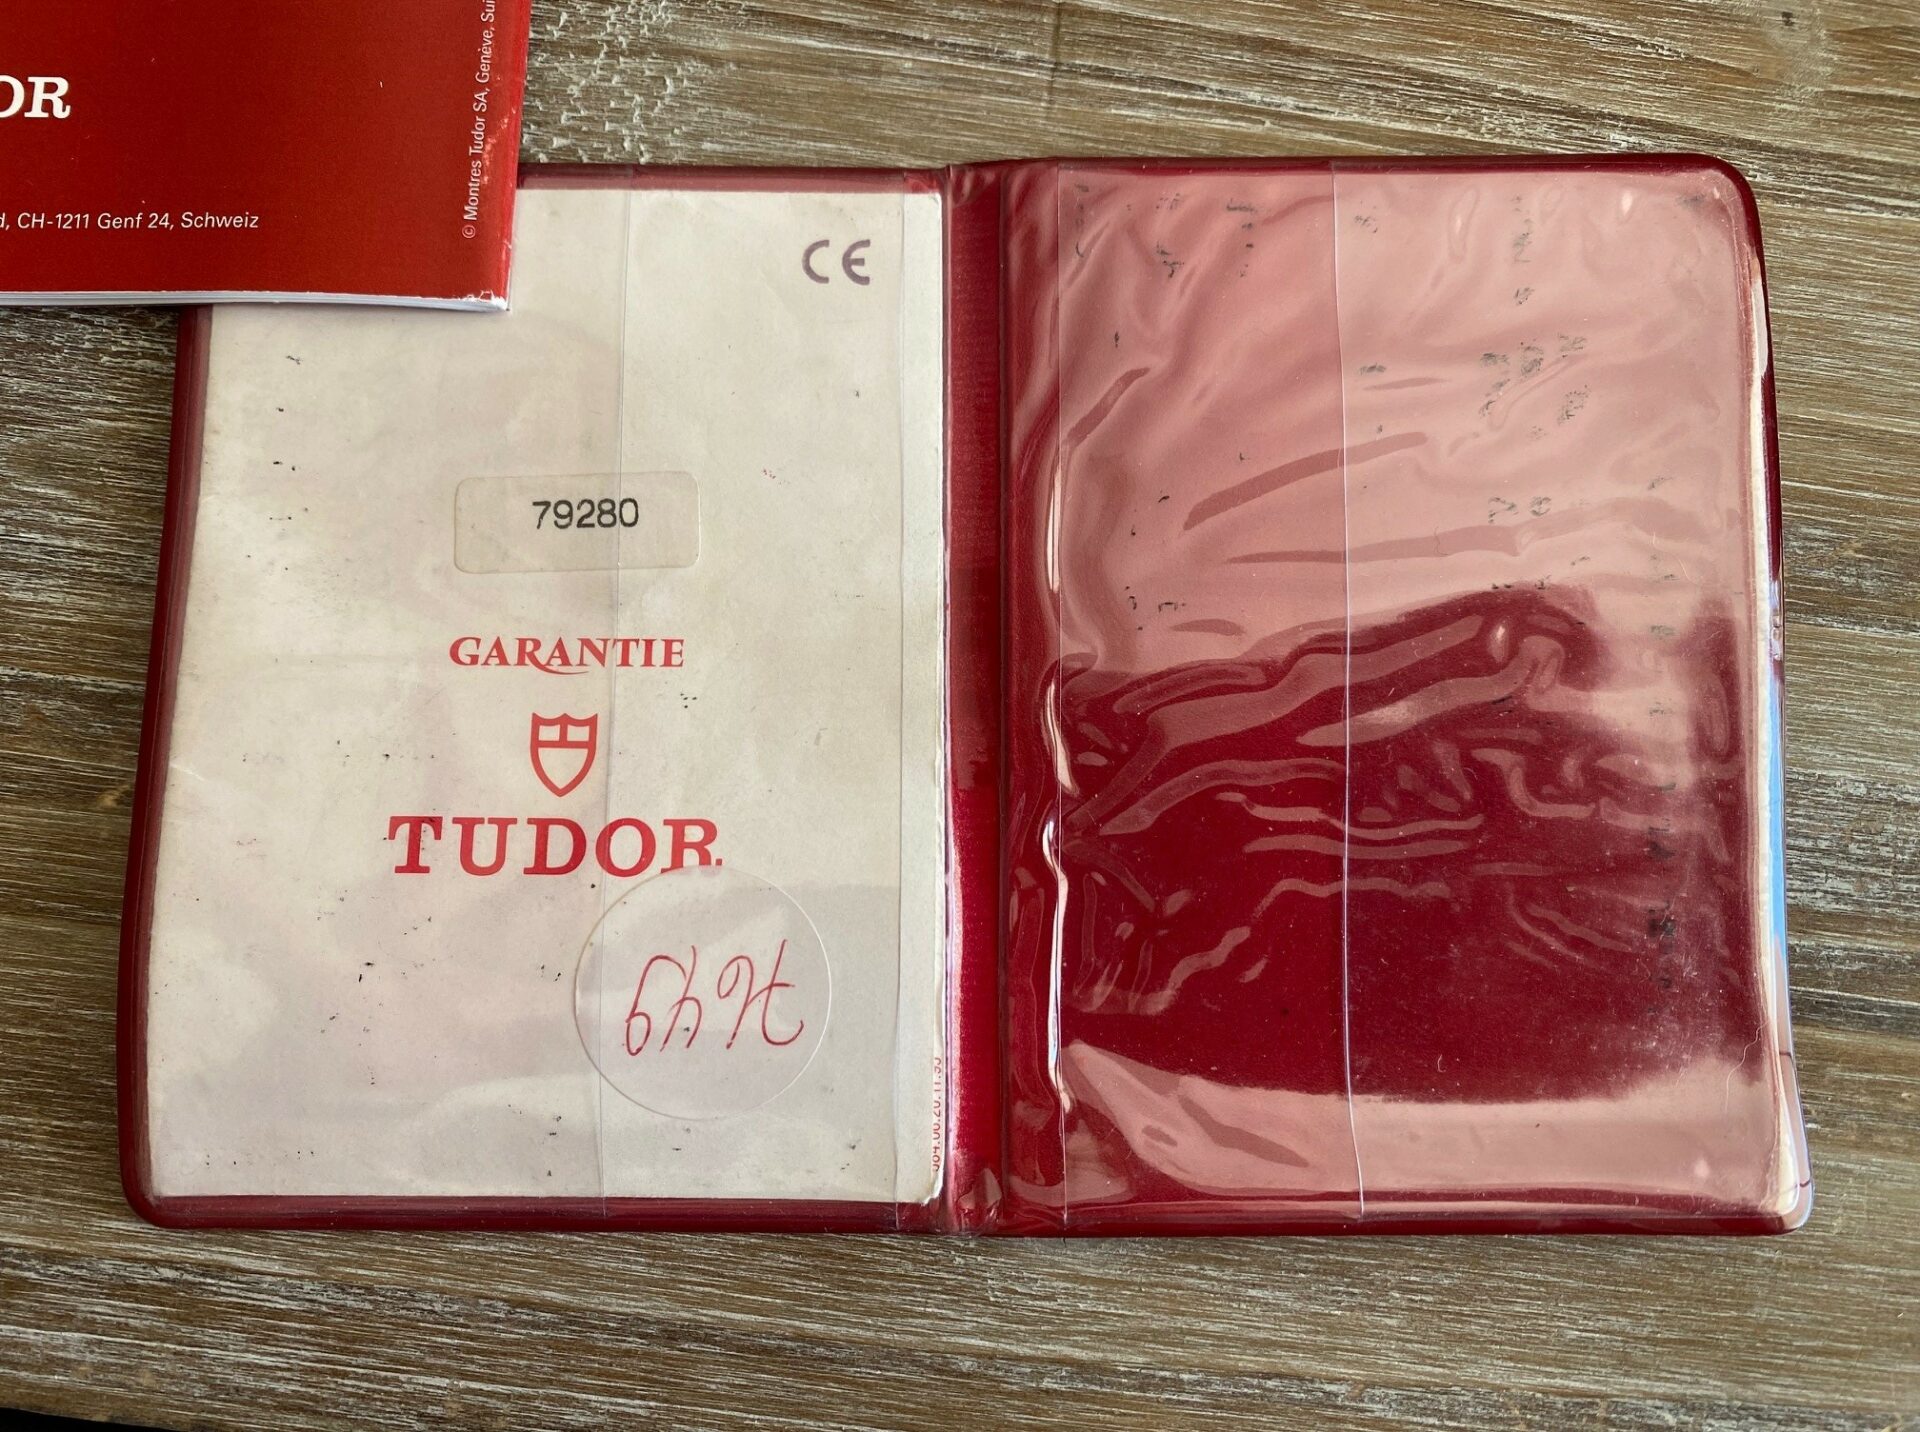 OR
, CH-1211 Genf 24, Schweiz
© Montres Tudor SA, Genève, Sui
CE
79280
GARANTIE
TUDOR